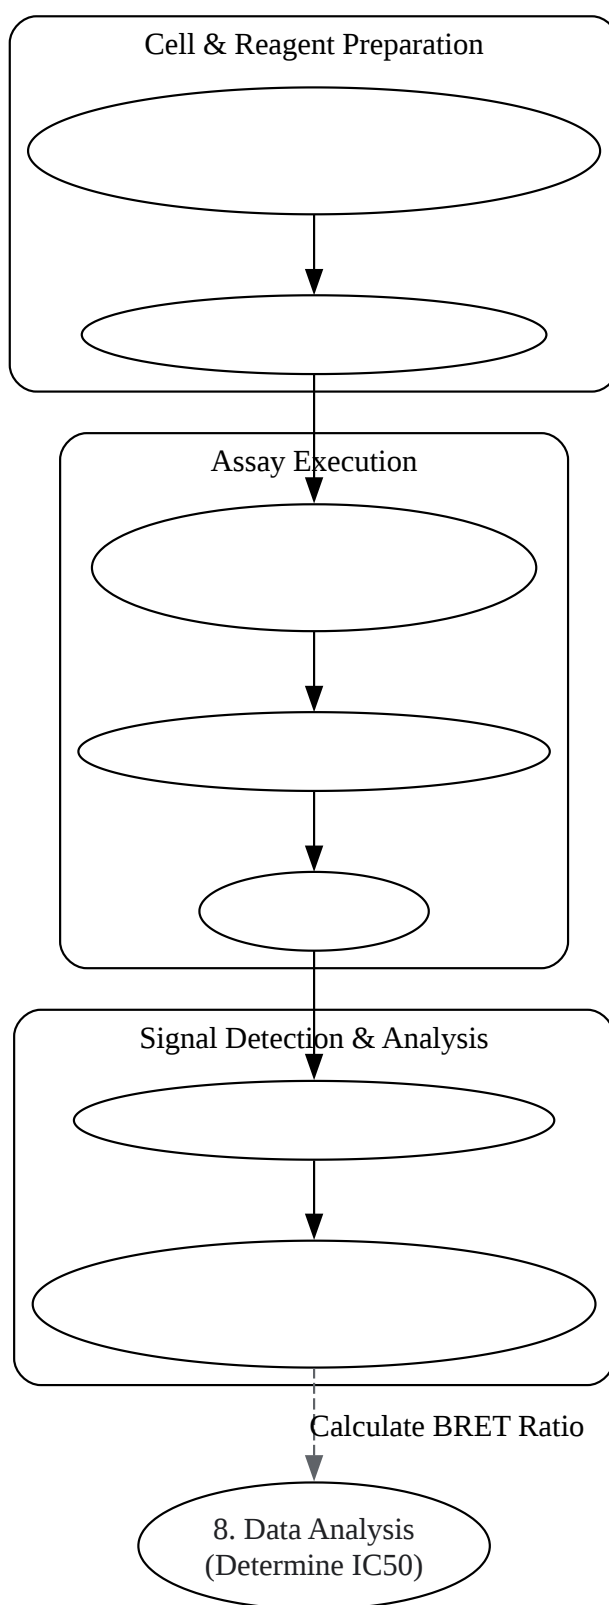 Cell & Reagent Preparation
Assay Execution
Signal Detection & Analysis
Calculate BRET Ratio
8. Data Analysis
(Determine IC50)